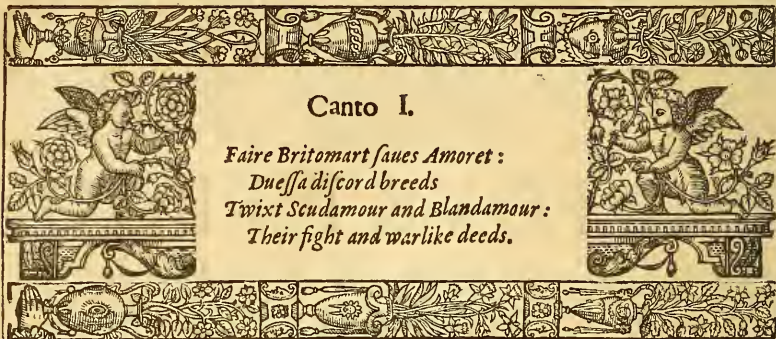 Canto I.
Faire Britomart ſaues Amoret:
Dueſſa diſcord breeds
Twixt Scudamour and Blandamour:
Their fight and warlike deeds.